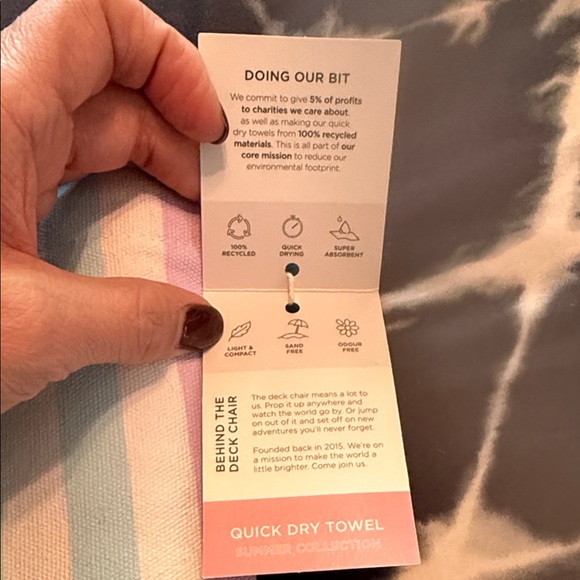 DOING OUR BIT
We commit to give 5% of profits
to charities we care about,
as well as making our quick
dry towels from 100% recycled
materials. This is all part of our
core mission to reduce our
environmental footprint.
100%
RECYCLED
QUICK
DRYING
SUPER
ABSORBENT
LIGHT &
COMPACT
SAND
FREE
ODOUR
FREE
BEHIND THE
DECK CHAIR
The deck chair means a lot to
us. Prop it up anywhere and
watch the world go by. Or jump
on out of it and set off on new
adventures you'll never forget.
Founded back in 2015. We're on
a mission to make the world a
little brighter. Come join us.
QUICK DRY TOWEL
SUMMER COLLECTION